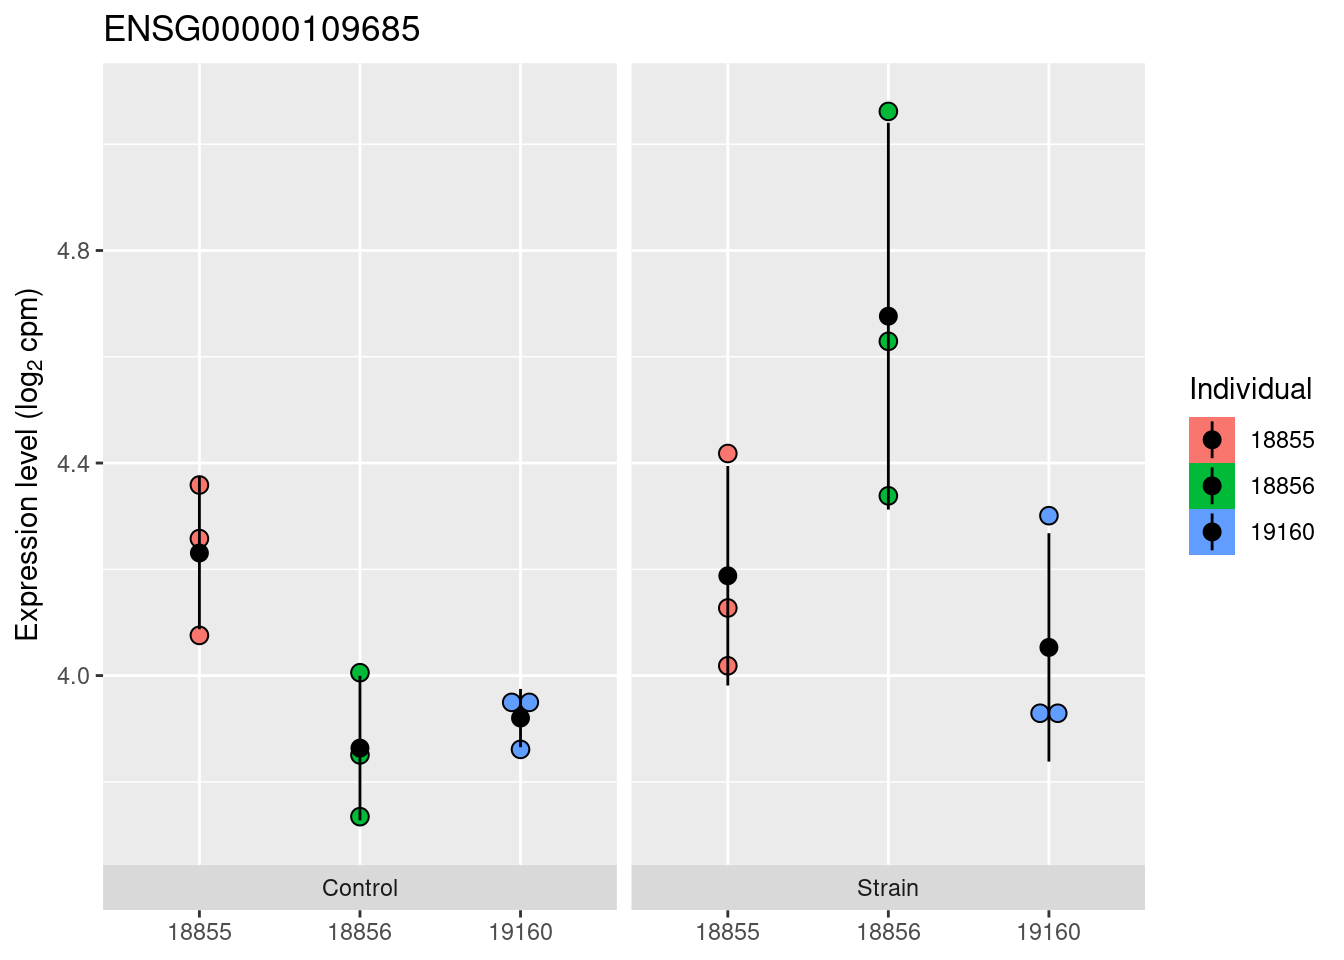 ENSG00000109685
Expression level (log₂ cpm)
4.8
4.4
4.0
Control
Strain
18855
18856
19160
18855
18856
19160
Individual
18855
18856
19160